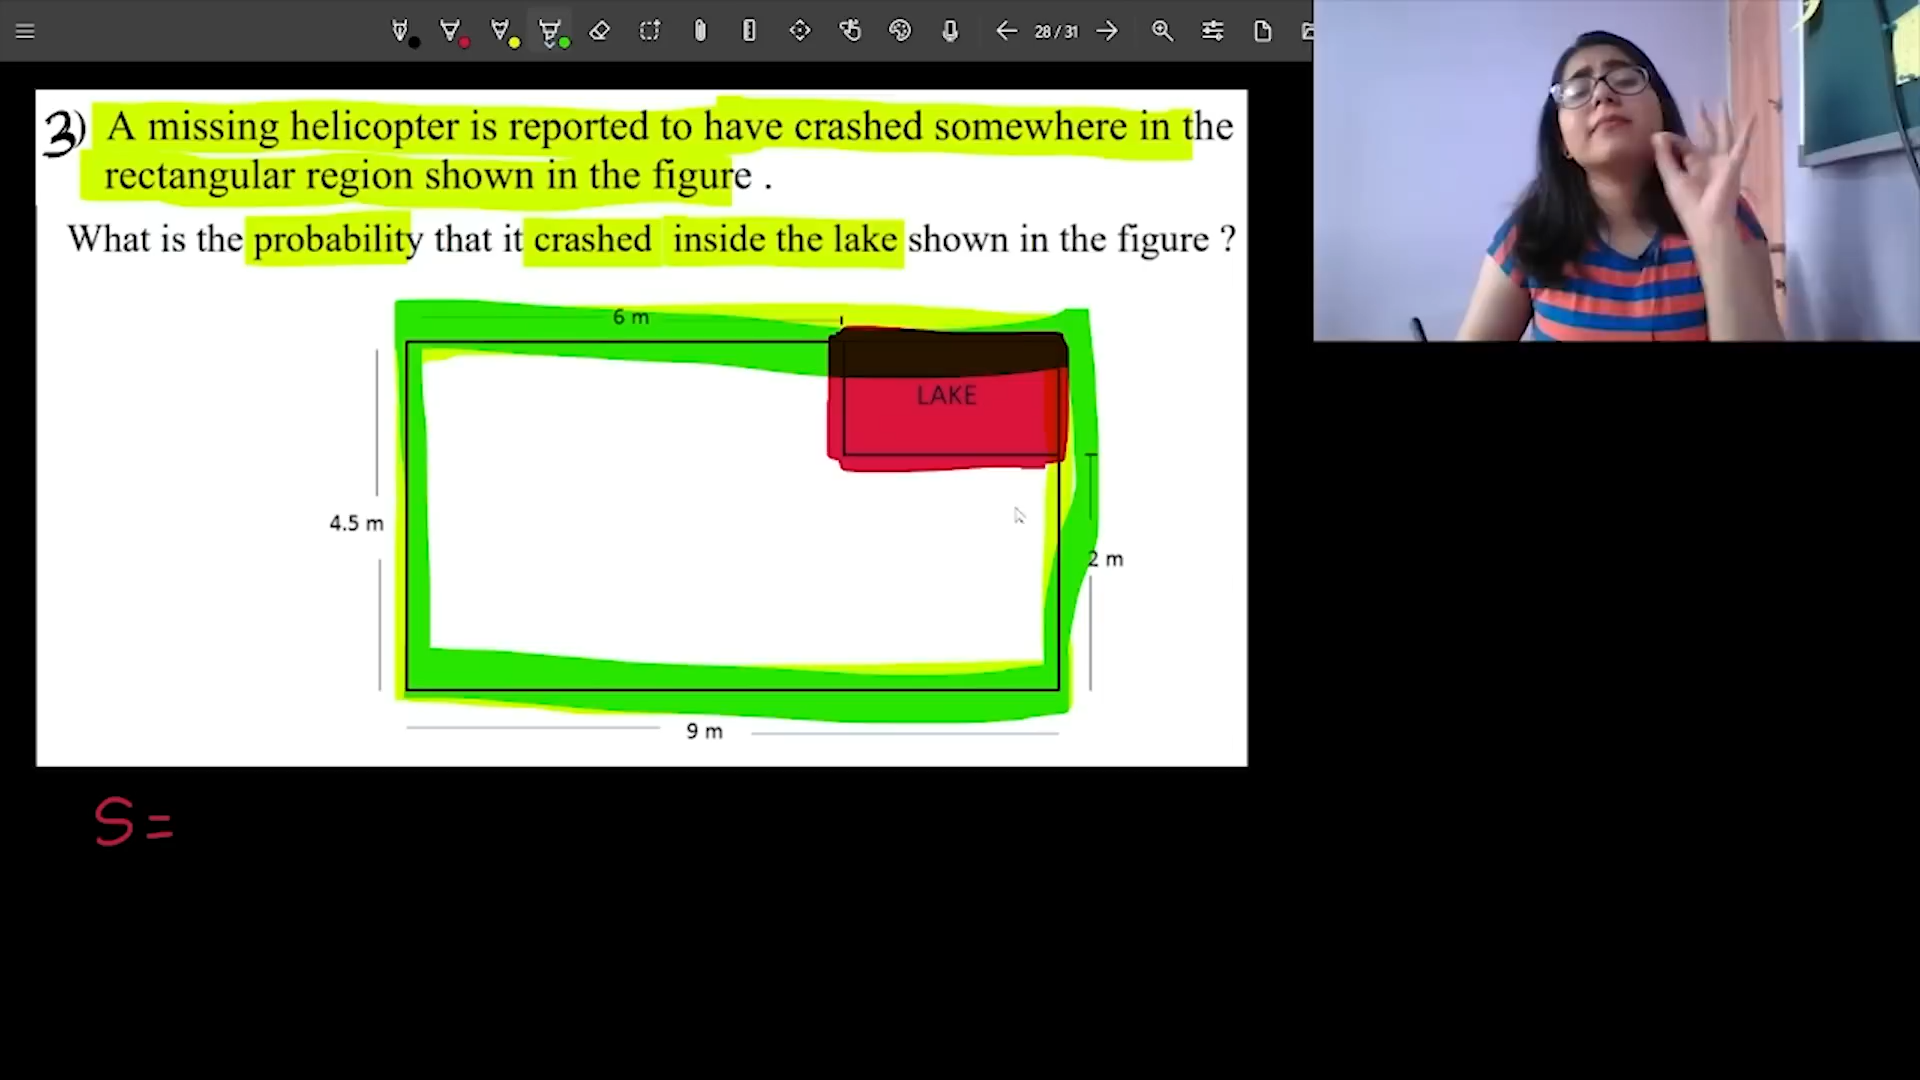 28 / 31
3) A missing helicopter is reported to have crashed somewhere in the
rectangular region shown in the figure .
What is the probability that it crashed inside the lake shown in the figure ?
6 m
LAKE
4.5 m
2 m
9 m
S =